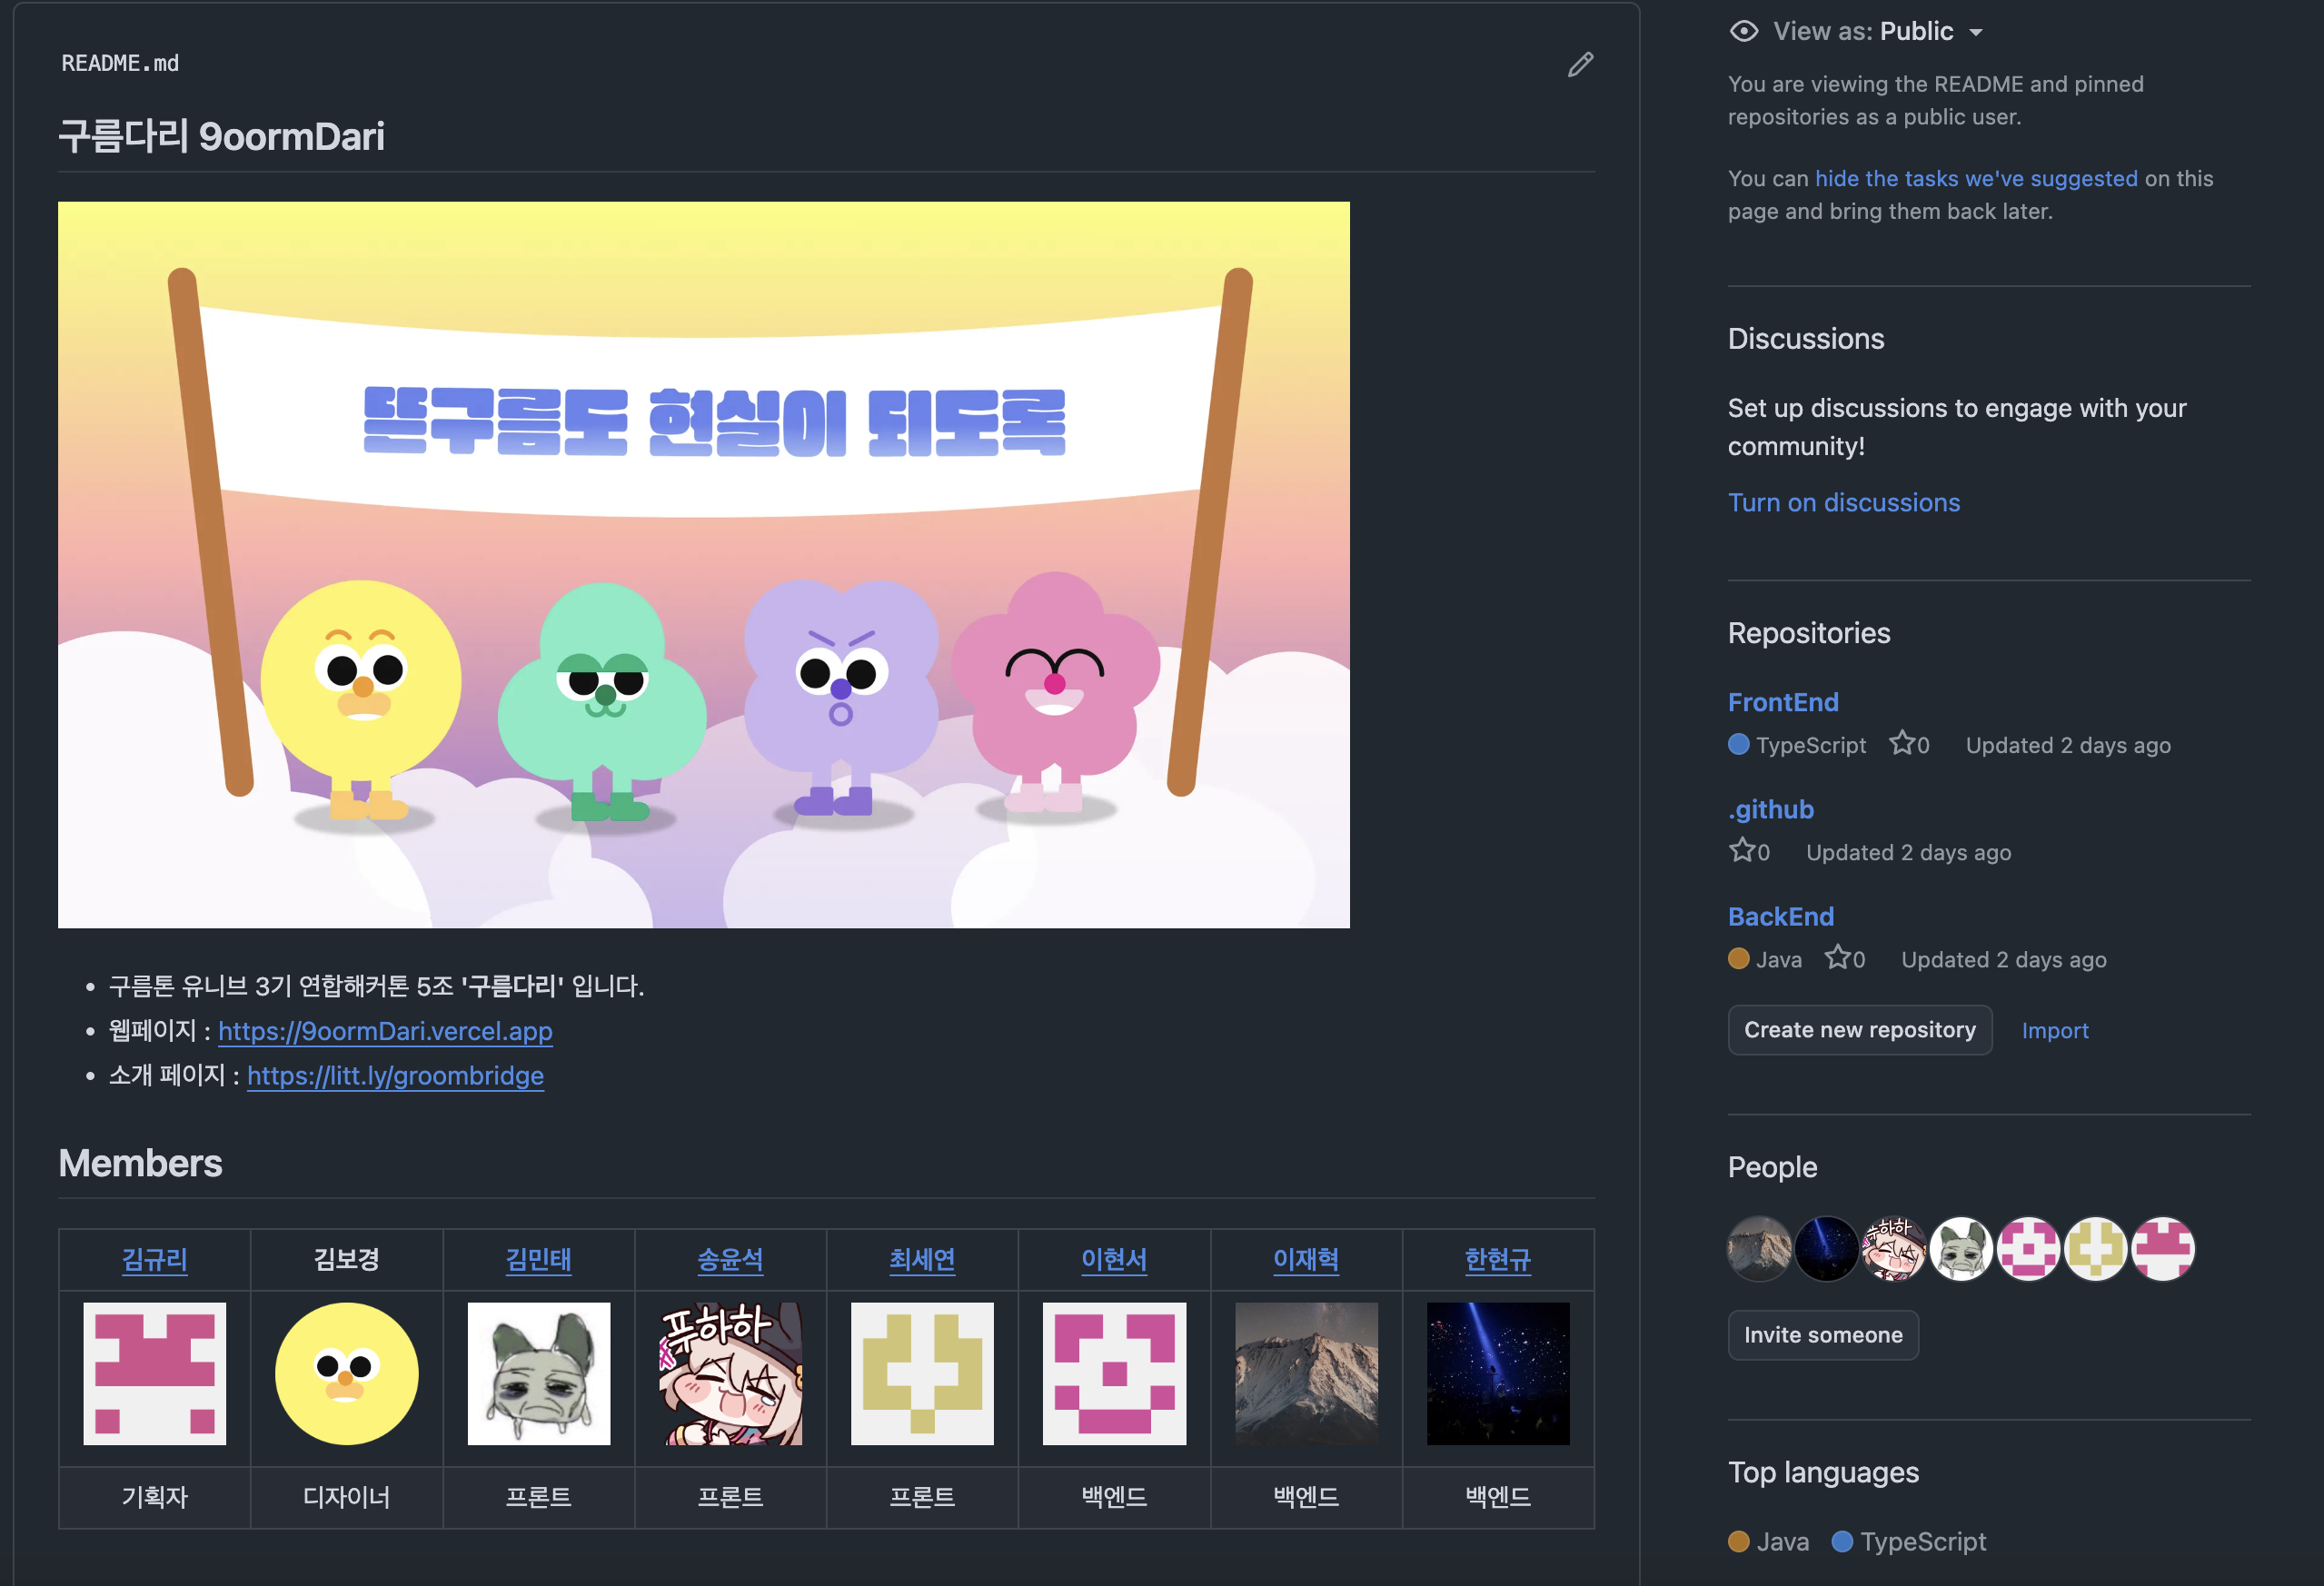 README.md
구름다리 9oormDari
뜬구름도 현실이 되도록
구름톤 유니브 3기 연합해커톤 5조 '구름다리' 입니다.
웹페이지 : https://9oormDari.vercel.app
소개 페이지 : https://litt.ly/groombridge
Members
김규리 김보경 김민태 송윤석 최세연 이현서 이재혁 한현규
푸하하
기획자 디자이너 프론트 프론트 프론트 백엔드 백엔드 백엔드
View as: Public
You are viewing the README and pinned
repositories as a public user.
You can hide the tasks we've suggested on this
page and bring them back later.
Discussions
Set up discussions to engage with your
community!
Turn on discussions
Repositories
FrontEnd
TypeScript 0 Updated 2 days ago
.github
0 Updated 2 days ago
BackEnd
Java 0 Updated 2 days ago
Create new repository Import
People
푸하하
Invite someone
Top languages
Java TypeScript